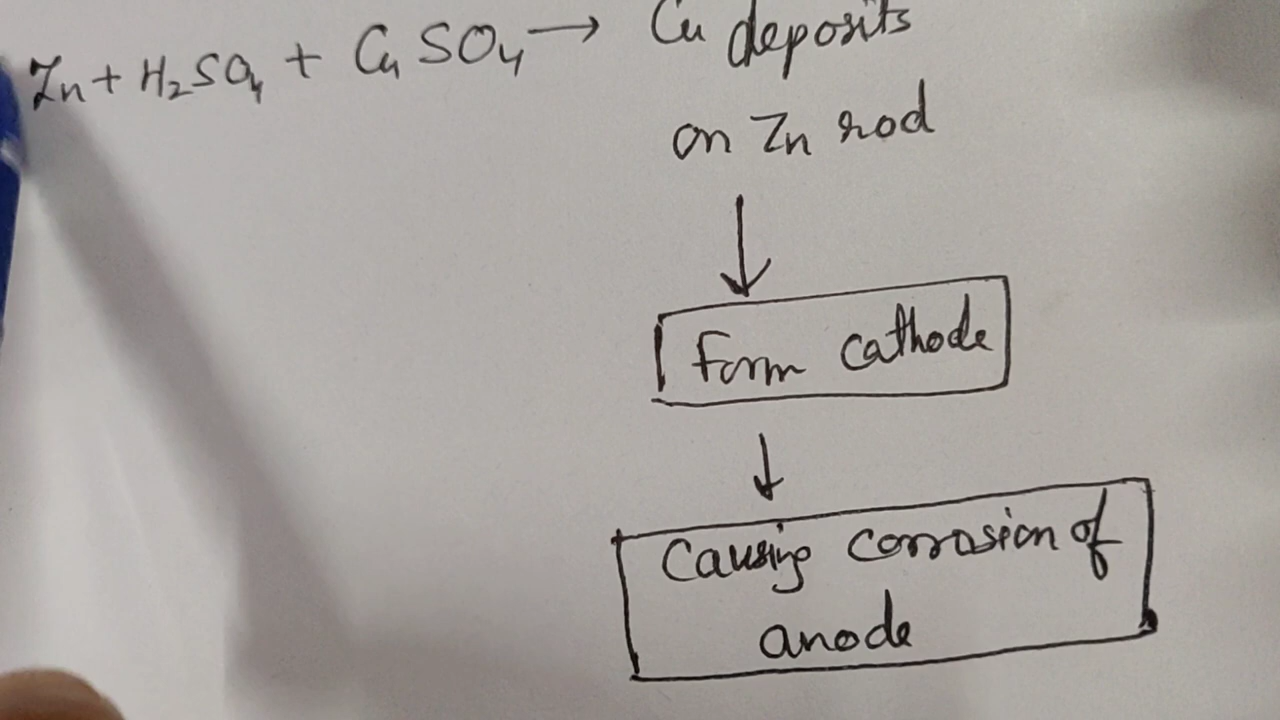 Zn + H₂SO₄ + CuSO₄ → Cu deposits
on Zn rod
↓
Form cathode
↓
Causing corrosion of
anode